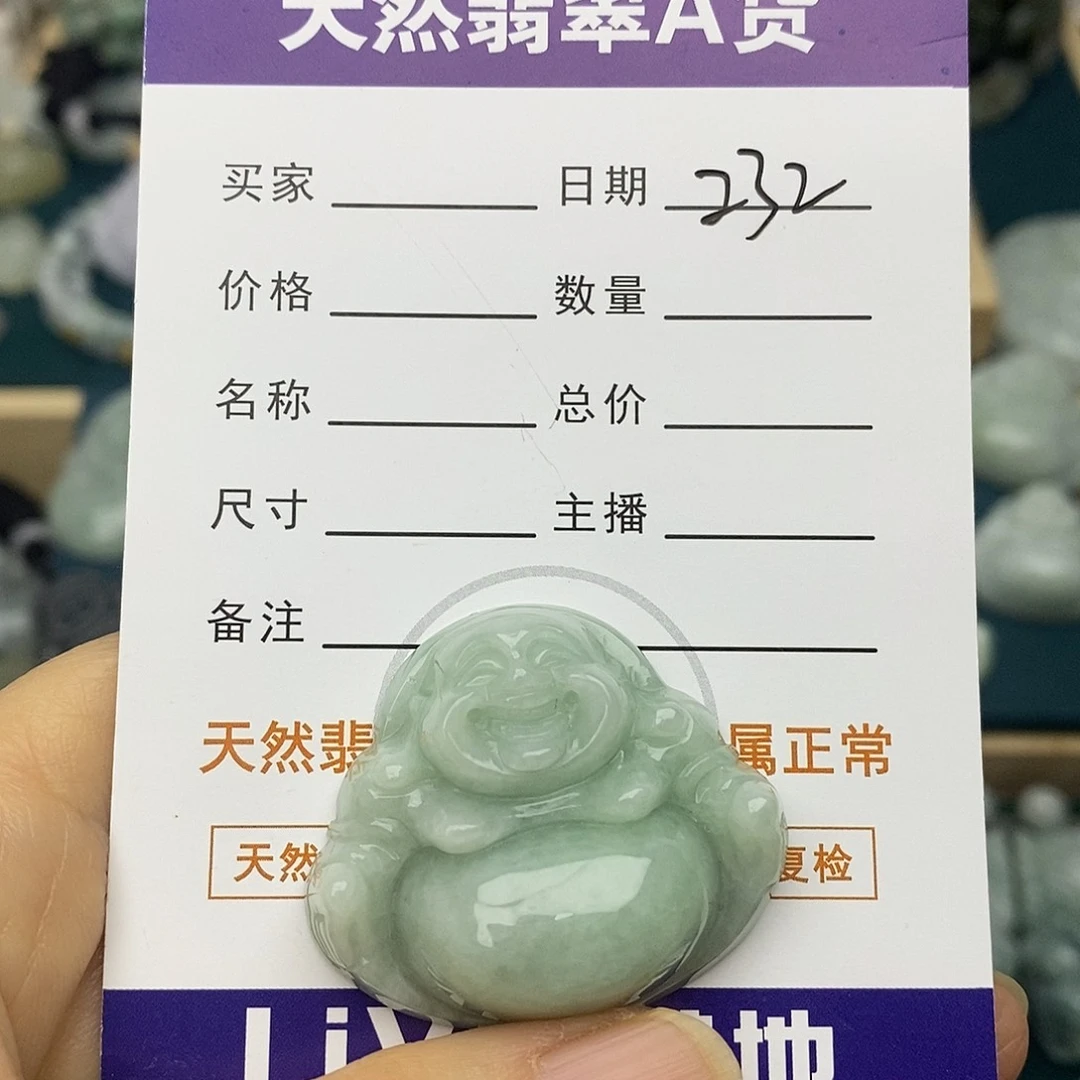 天然翡翠A货
买家 日期 232
价格 数量
名称 总价
尺寸 主播
备注
天然翡 属正常
天然 复检
地